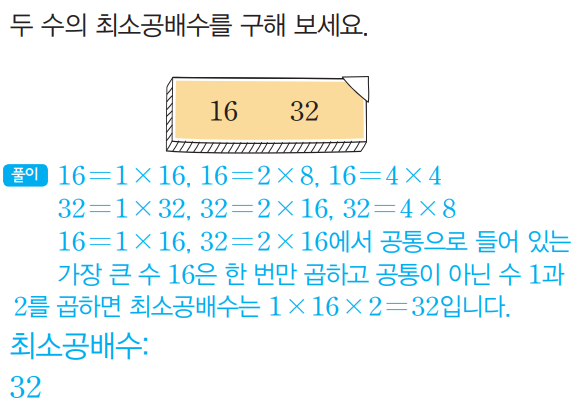 두 수의 최소공배수를 구해 보세요.
16 32
풀이 16=1×16, 16=2×8, 16=4×4
32=1×32, 32=2×16, 32=4×8
16=1×16, 32=2×16에서 공통으로 들어 있는
가장 큰 수 16은 한 번만 곱하고 공통이 아닌 수 1과
2를 곱하면 최소공배수는 1×16×2=32입니다.
최소공배수:
32